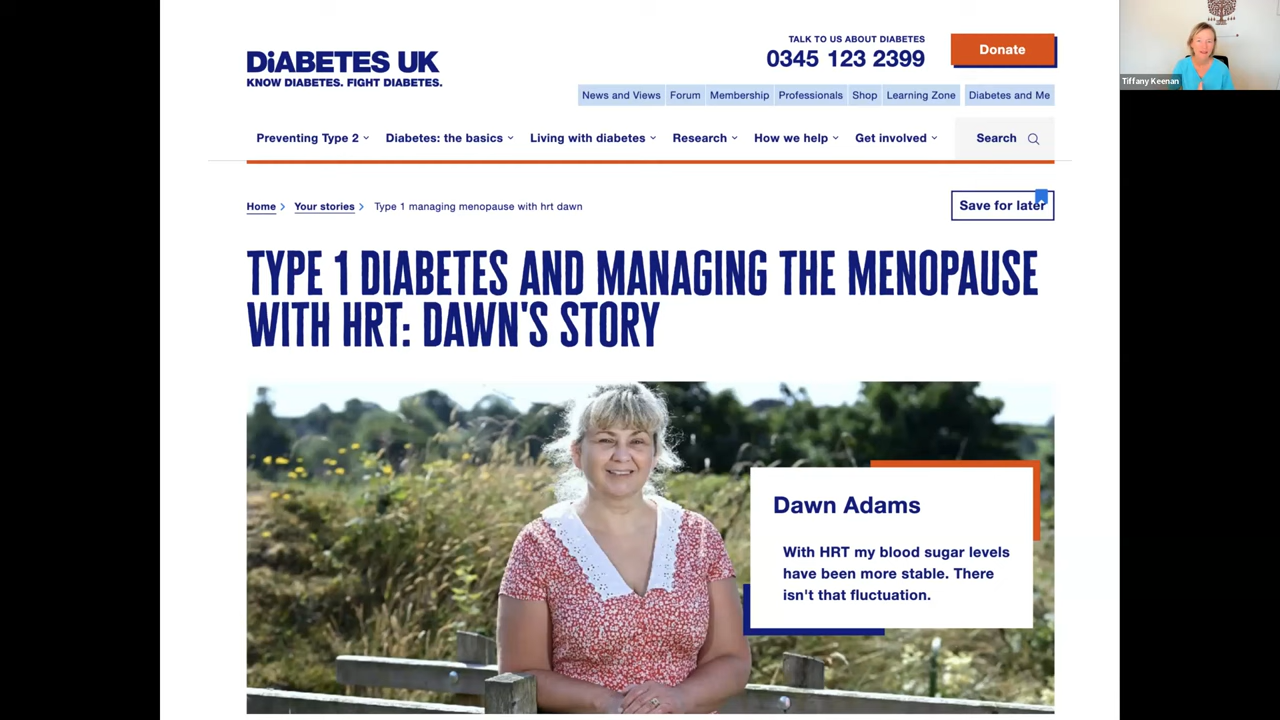 TALK TO US ABOUT DIABETES
0345 123 2399
Donate
DiABETES UK
KNOW DIABETES. FIGHT DIABETES.
News and Views Forum Membership Professionals Shop Learning Zone Diabetes and Me
Preventing Type 2 Diabetes: the basics Living with diabetes Research How we help Get involved Search
Home Your stories Type 1 managing menopause with hrt dawn
Save for later
TYPE 1 DIABETES AND MANAGING THE MENOPAUSE
WITH HRT: DAWN'S STORY
Dawn Adams
With HRT my blood sugar levels
have been more stable. There
isn't that fluctuation.
Tiffany Keenan